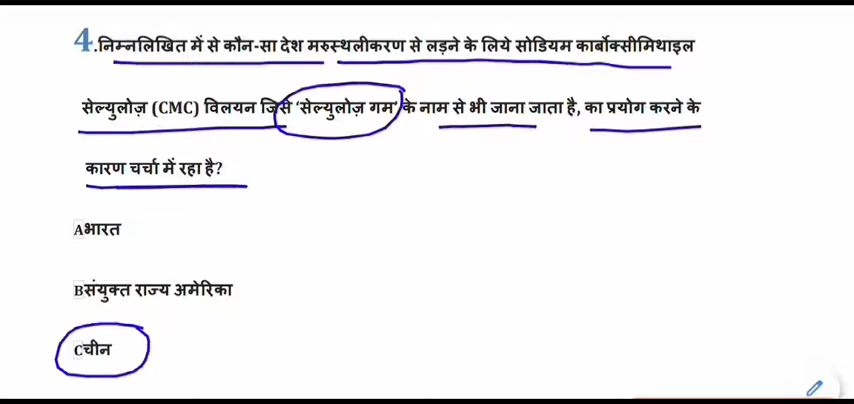 4.निम्नलिखित में से कौन-सा देश मरुस्थलीकरण से लड़ने के लिये सोडियम कार्बोक्सीमिथाइल
सेल्युलोज़ (CMC) विलयन जिसे ‘सेल्युलोज़ गम’ के नाम से भी जाना जाता है, का प्रयोग करने के
कारण चर्चा में रहा है?
Aभारत
Bसंयुक्त राज्य अमेरिका
Cचीन